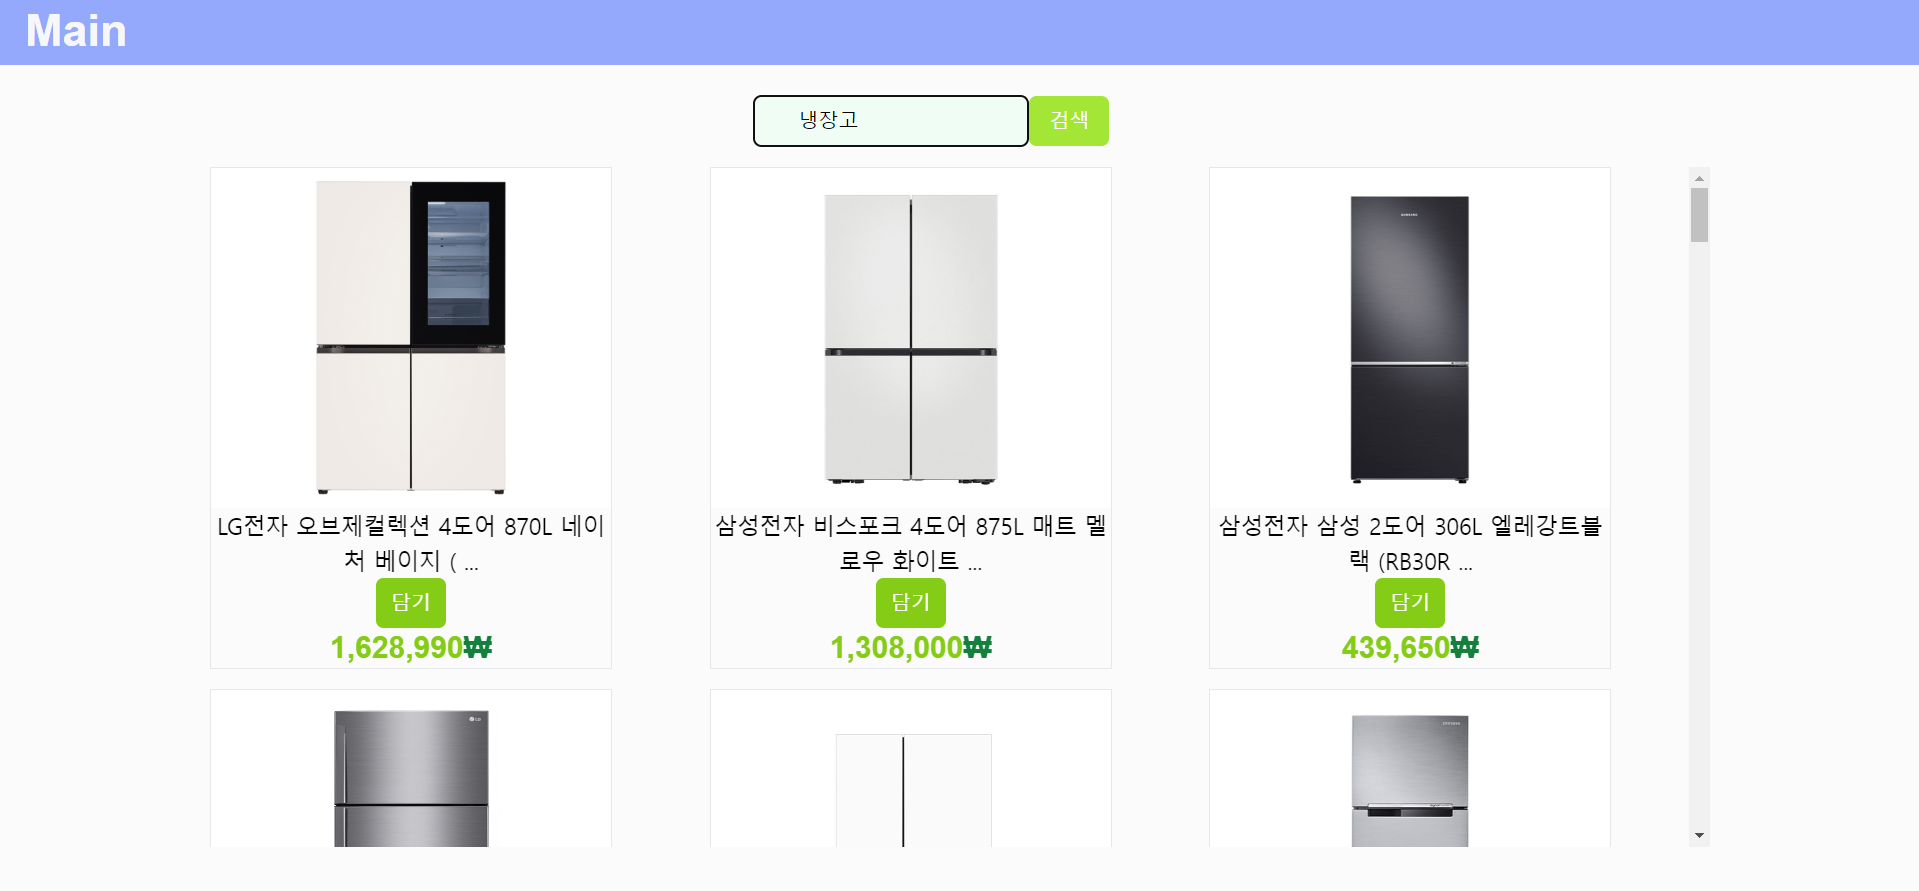 Main
냉장고
검색
SAMSUNG
LG전자 오브제컬렉션 4도어 870L 네이
처 베이지 ( ...
담기
1,628,990₩
삼성전자 비스포크 4도어 875L 매트 멜
로우 화이트 ...
담기
1,308,000₩
삼성전자 삼성 2도어 306L 엘레강트블
랙 (RB30R ...
담기
439,650₩
LG
SAMSUNG